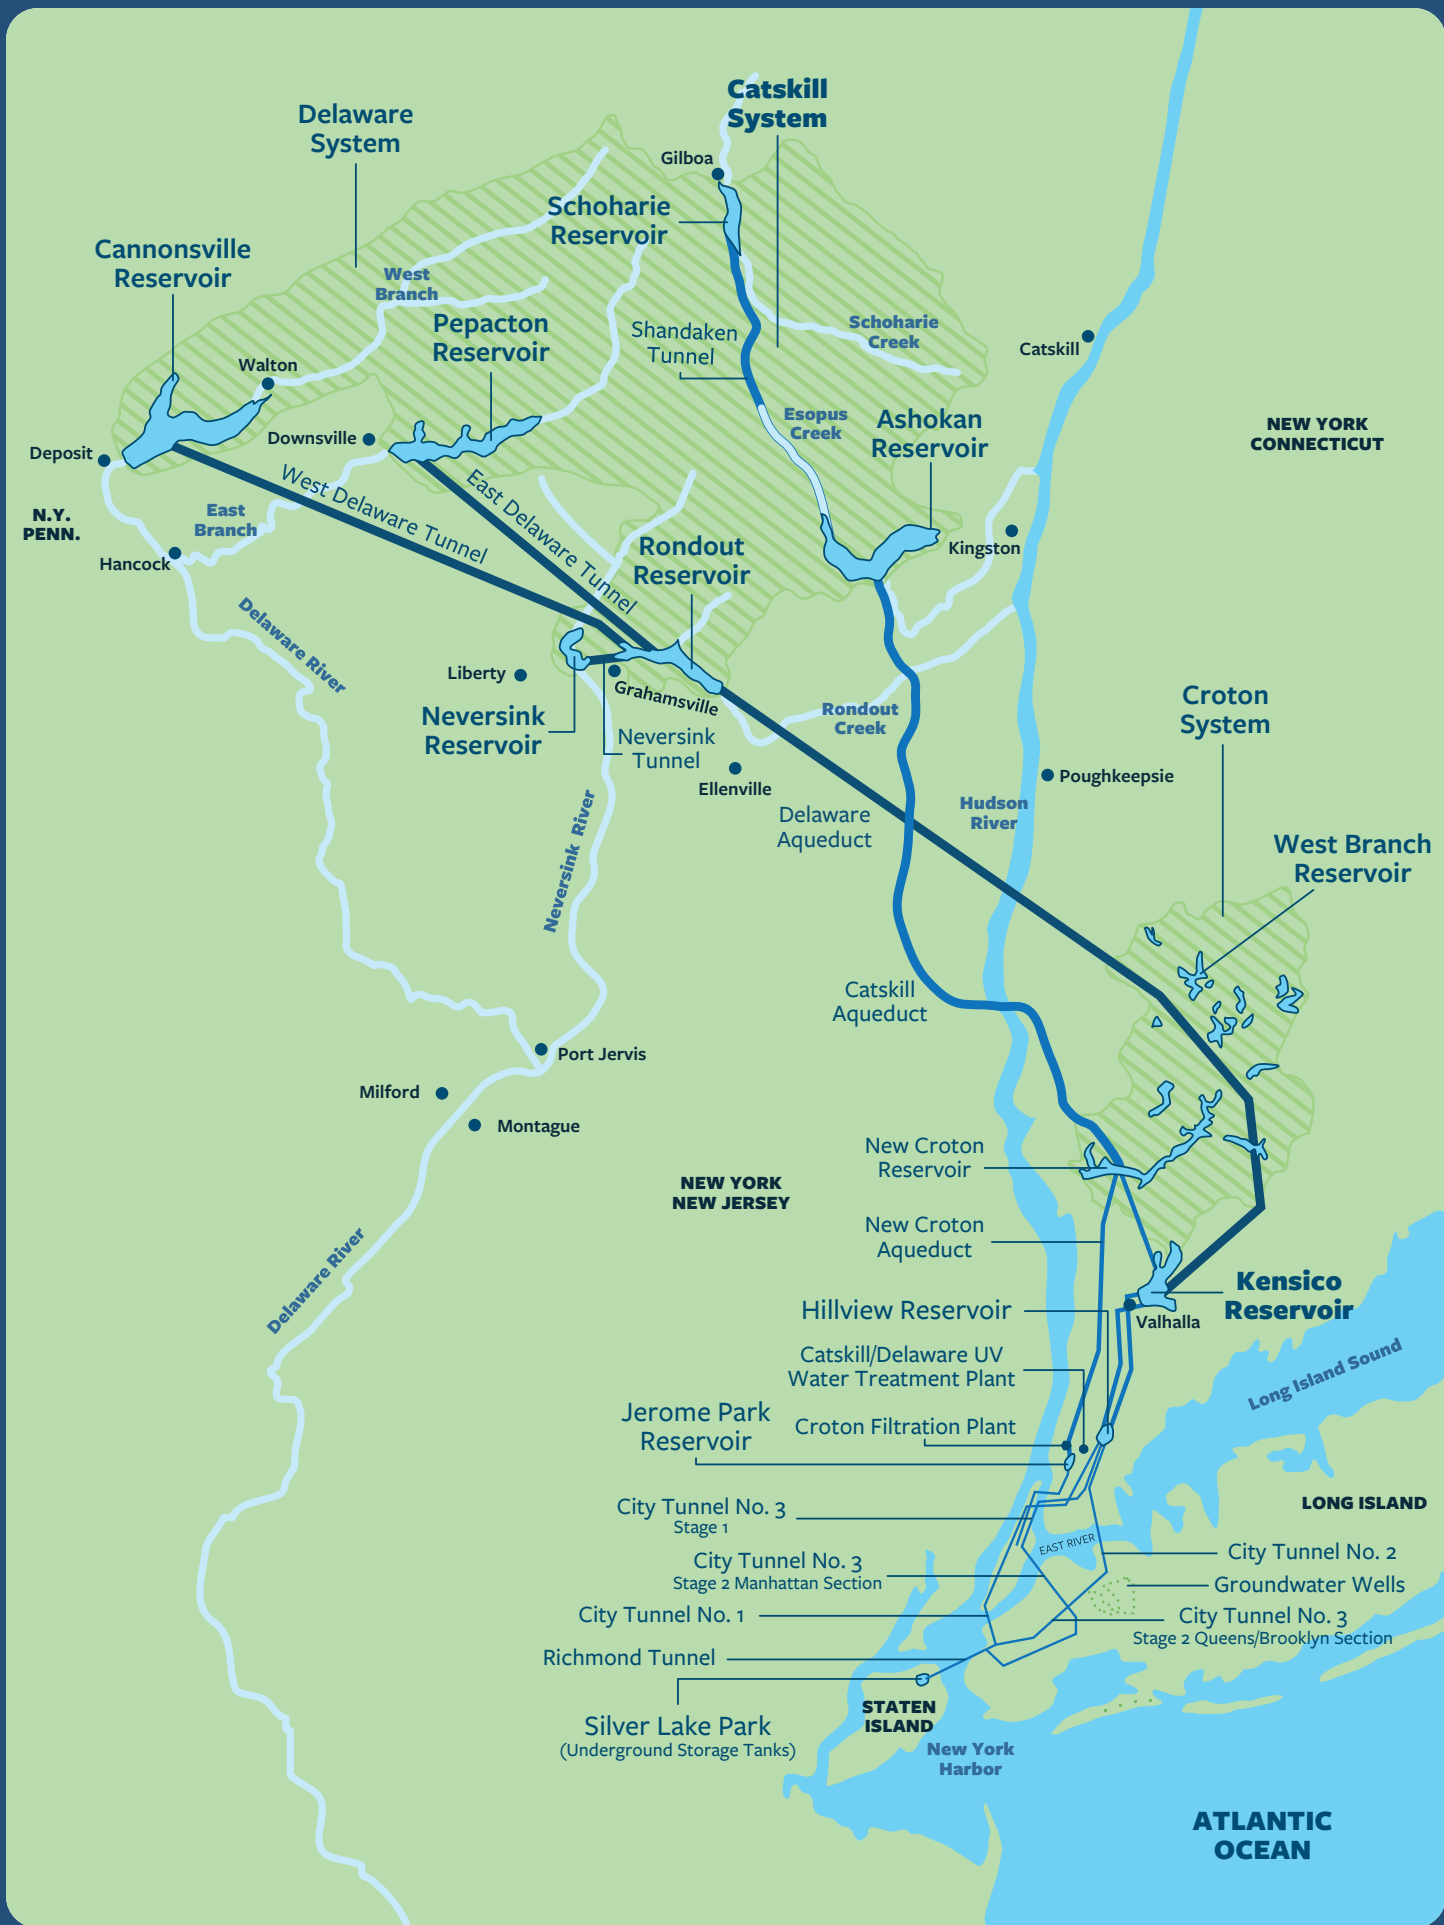 Catskill
System
Delaware
System
Gilboa
Schoharie
Reservoir
Cannonsville
Reservoir
West
Branch
Pepacton
Reservoir
Shandaken
Tunnel
Schoharie
Creek
Catskill
Walton
Esopus
Creek
Ashokan
Reservoir
NEW YORK
CONNECTICUT
Downsville
Deposit
West Delaware Tunnel
East Delaware Tunnel
N.Y.
PENN.
East
Branch
Hancock
Rondout
Reservoir
Kingston
Delaware River
Liberty
Grahamsville
Neversink
Reservoir
Neversink
Tunnel
Rondout
Creek
Croton
System
Ellenville
Poughkeepsie
Hudson
River
Delaware
Aqueduct
Neversink River
West Branch
Reservoir
Catskill
Aqueduct
Port Jervis
Milford
Montague
New Croton
Reservoir
NEW YORK
NEW JERSEY
New Croton
Aqueduct
Delaware River
Kensico
Reservoir
Hillview Reservoir
Valhalla
Catskill/Delaware UV
Water Treatment Plant
Long Island Sound
Jerome Park
Reservoir
Croton Filtration Plant
City Tunnel No. 3
Stage 1
LONG ISLAND
EAST RIVER
City Tunnel No. 2
City Tunnel No. 3
Stage 2 Manhattan Section
Groundwater Wells
City Tunnel No. 1
City Tunnel No. 3
Stage 2 Queens/Brooklyn Section
Richmond Tunnel
STATEN
ISLAND
Silver Lake Park
(Underground Storage Tanks)
New York
Harbor
ATLANTIC
OCEAN